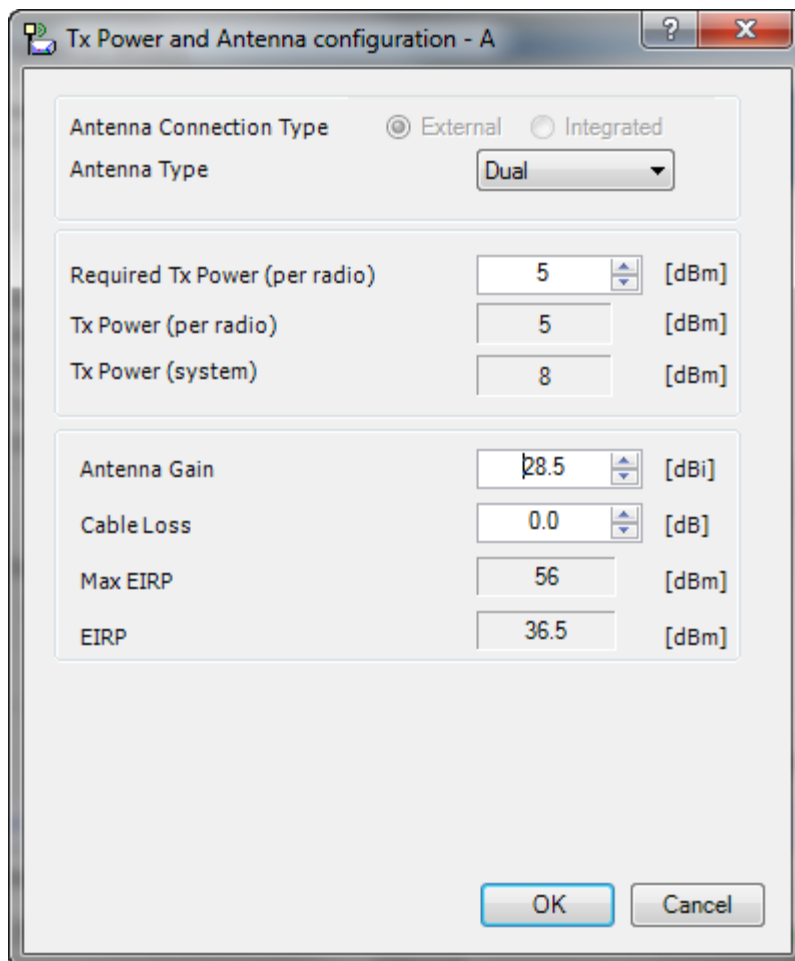 Tx Power and Antenna configuration - A
Antenna Connection Type External Integrated
Antenna Type Dual
Required Tx Power (per radio) 5 [dBm]
Tx Power (per radio) 5 [dBm]
Tx Power (system) 8 [dBm]
Antenna Gain 28.5 [dBi]
Cable Loss 0.0 [dB]
Max EIRP 56 [dBm]
EIRP 36.5 [dBm]
OK Cancel